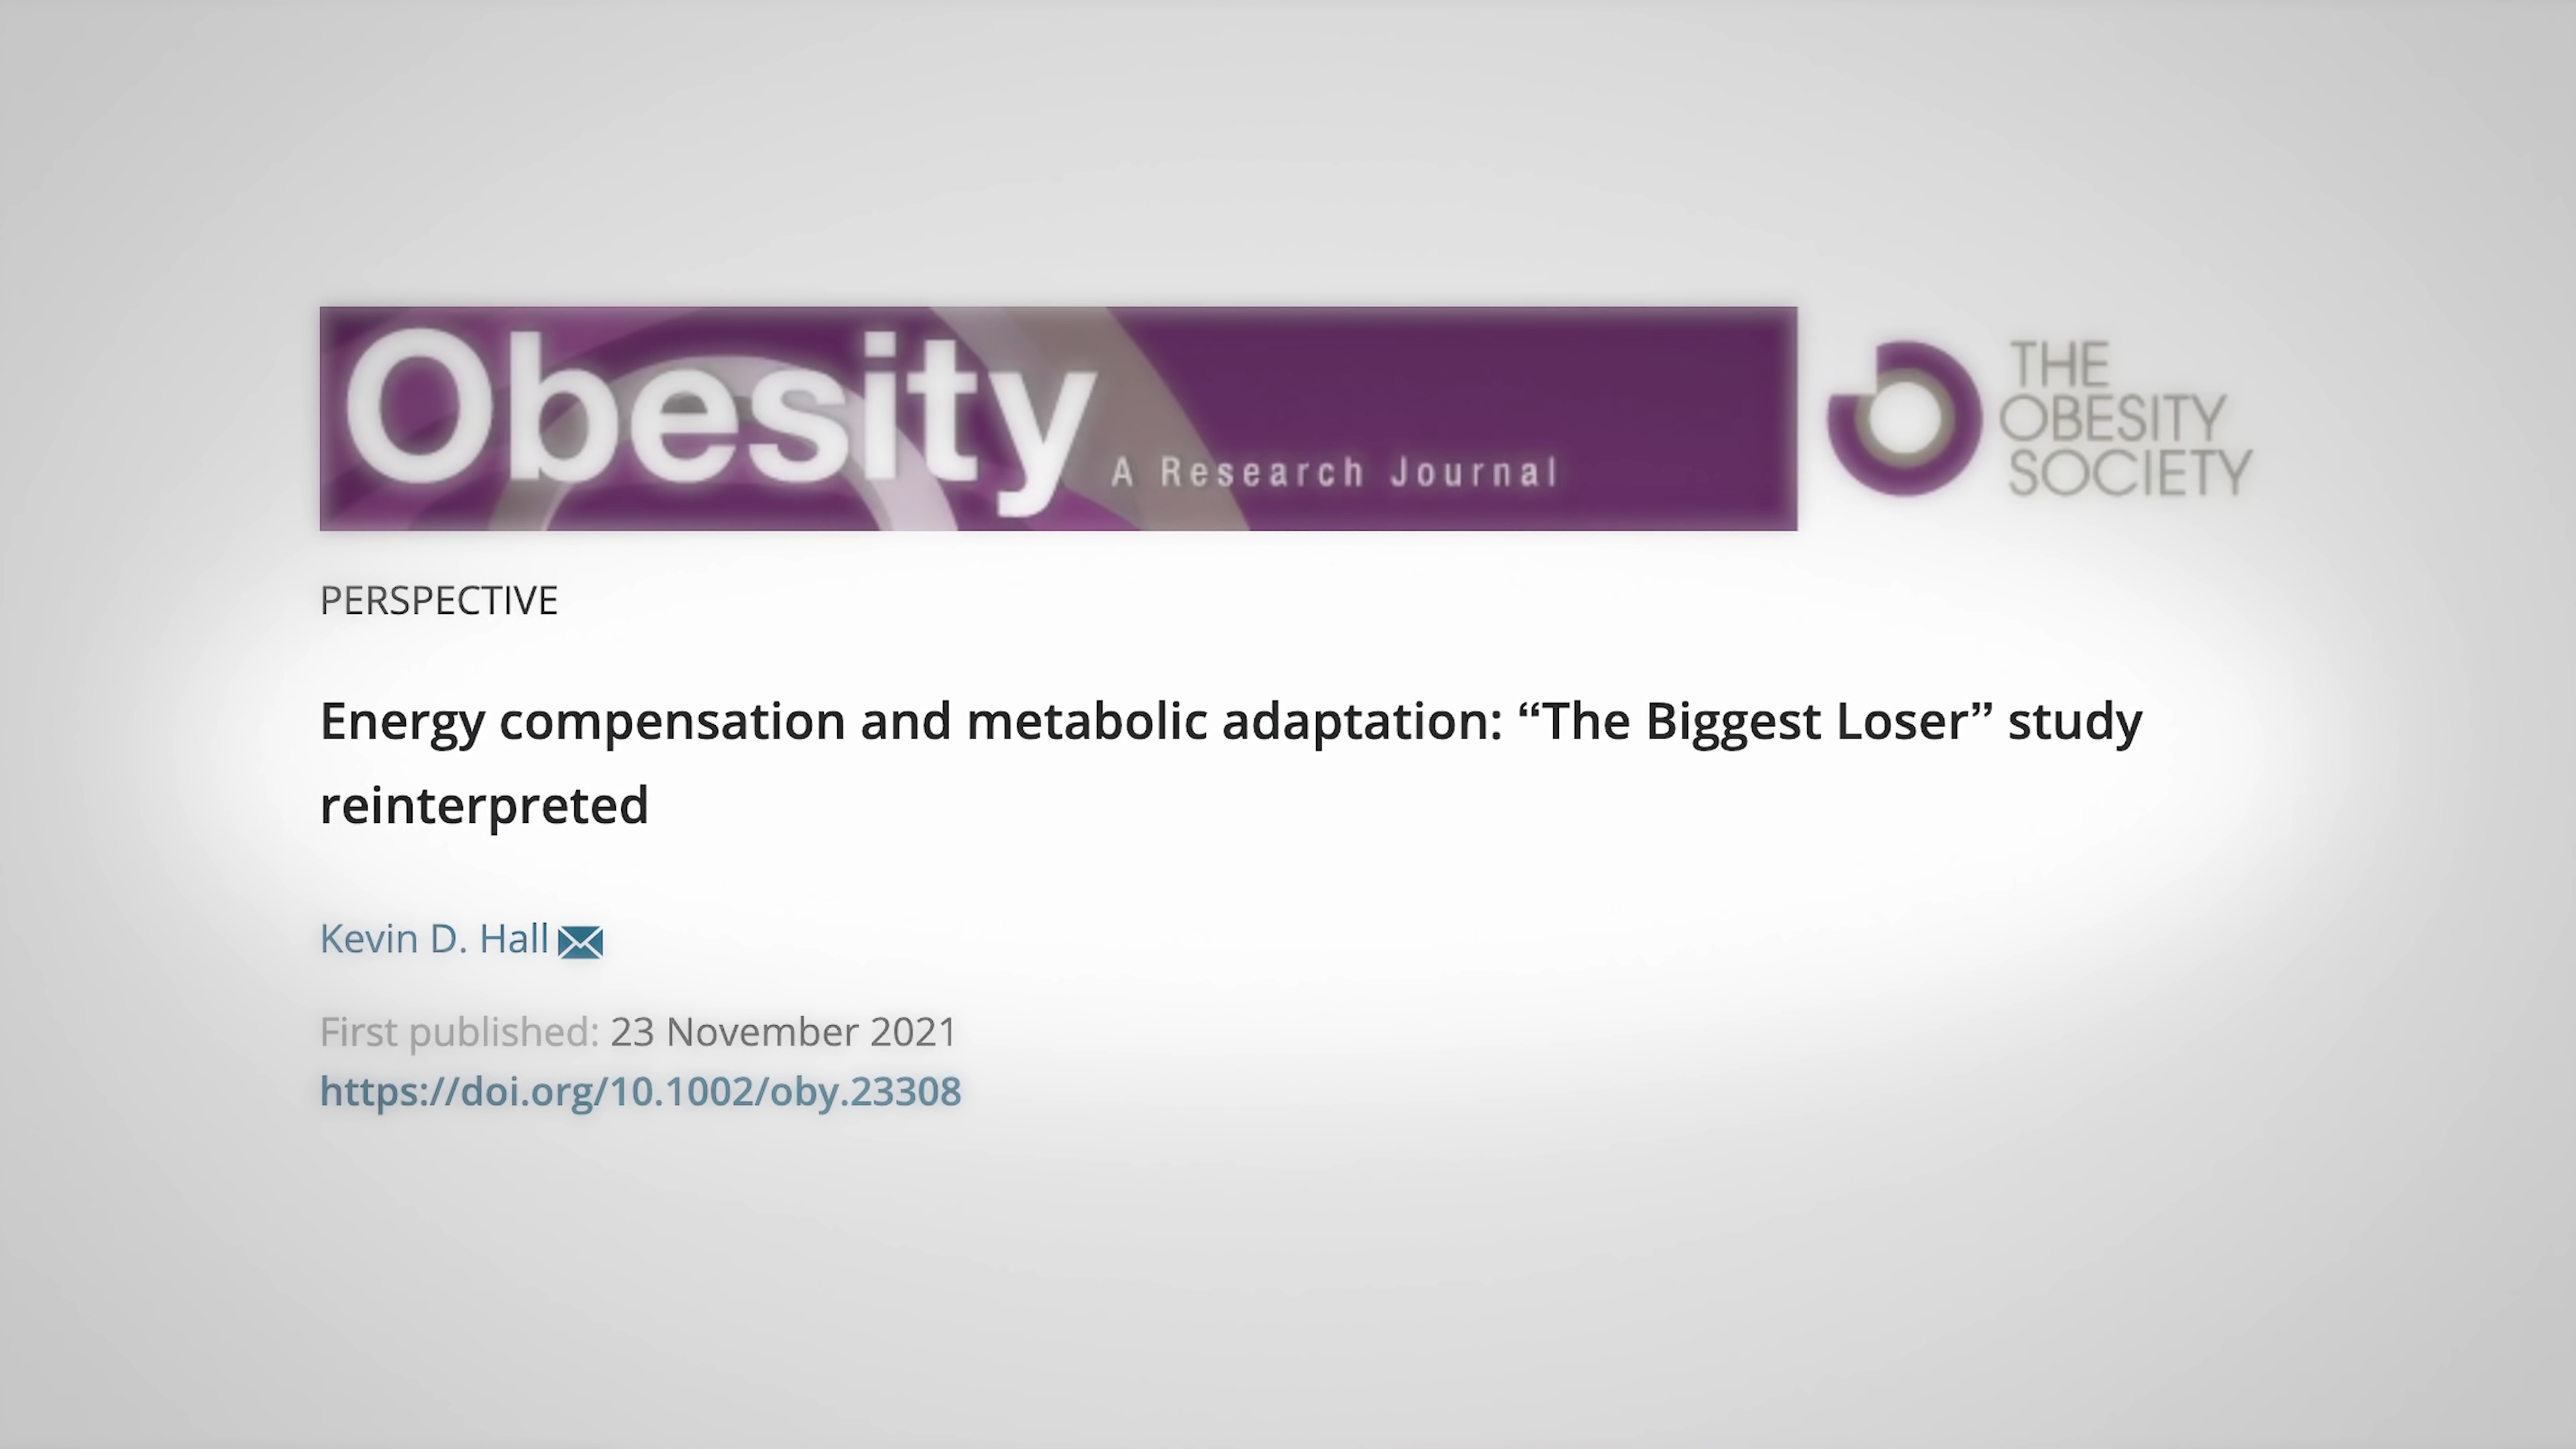 Obesity
A Research Journal
THE
OBESITY
SOCIETY
PERSPECTIVE
Energy compensation and metabolic adaptation: “The Biggest Loser” study
reinterpreted
Kevin D. Hall
First published: 23 November 2021
https://doi.org/10.1002/oby.23308